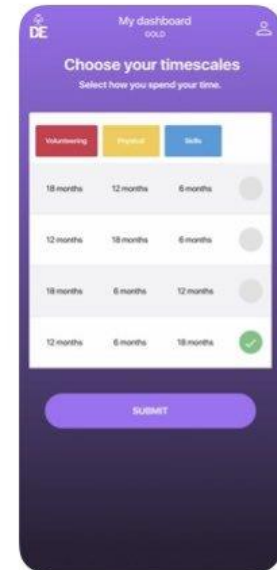 DE
My dashboard
GOLD
Choose your timescales
Select how you spend your time.
Volunteering Physical Skills
18 months 12 months 6 months
12 months 18 months 6 months
18 months 6 months 12 months
12 months 6 months 18 months
SUBMIT